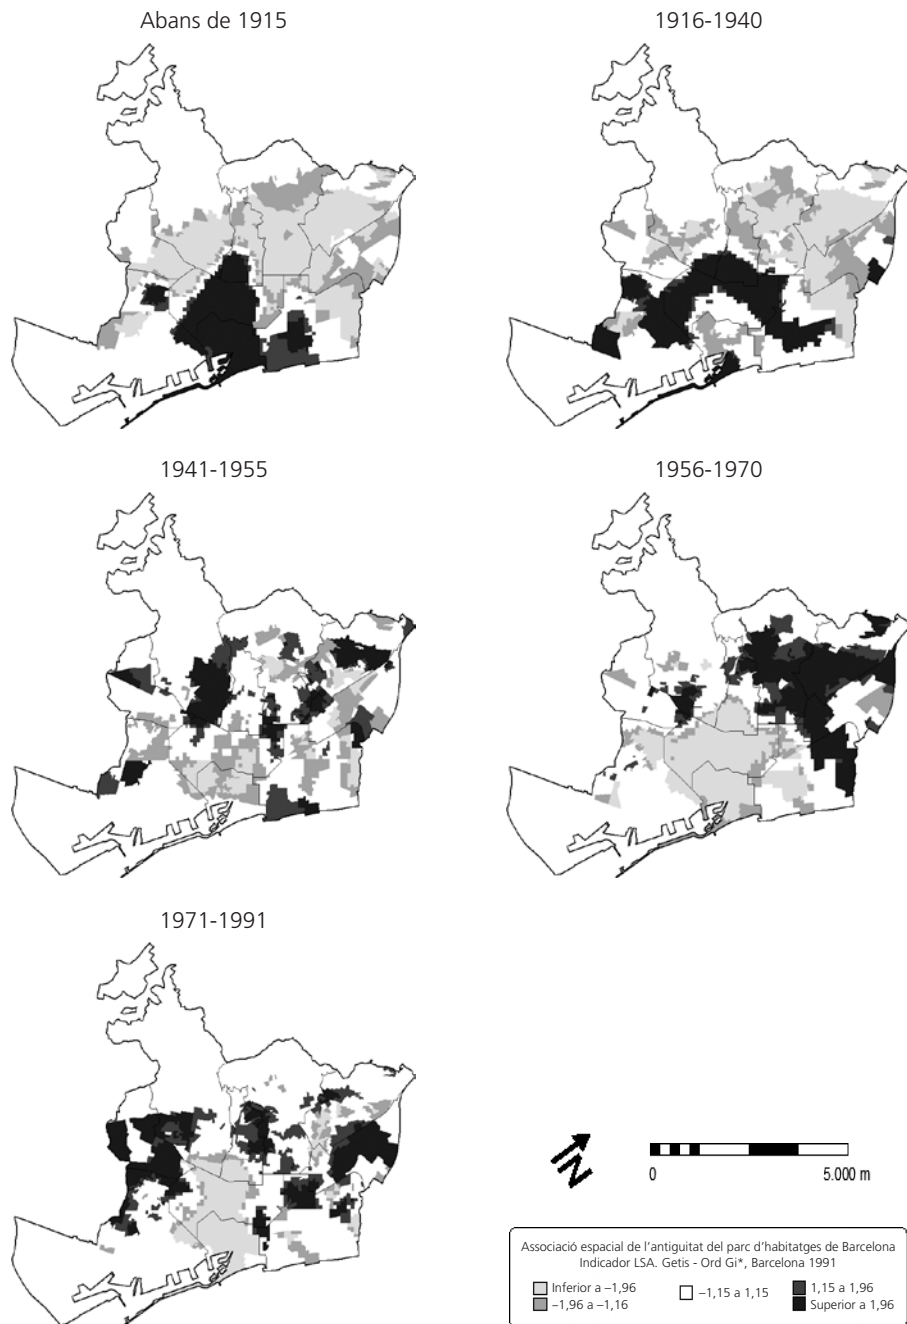 Abans de 1915
1916-1940
1941-1955
1956-1970
1971-1991
N
0 5.000 m
Associació espacial de l'antiguitat del parc d'habitatges de Barcelona
Indicador LSA. Getis - Ord Gi*, Barcelona 1991
Inferior a –1,96
–1,96 a –1,16
–1,15 a 1,15
1,15 a 1,96
Superior a 1,96